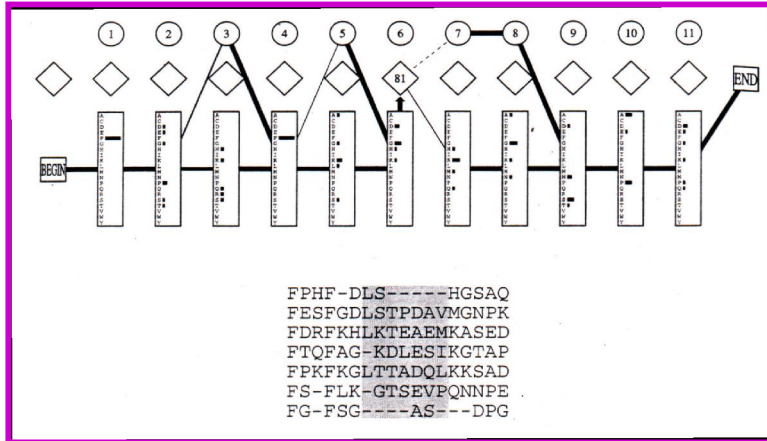 1 2 3 4 5 6 7 8 9 10 11
81
END
BEGIN
A C D E F G H I K L M N P Q R S T V W Y
FPHF-DLS-----HGSAQ
FESFGDLSTPDAVMGNPK
FDRFKHLKTEAEMKASED
FTQFAG-KDLESIKGTAP
FPKFKGLTTADQLKKSAD
FS-FLK-GTSEVPQNNPE
FG-FSG----AS---DPG